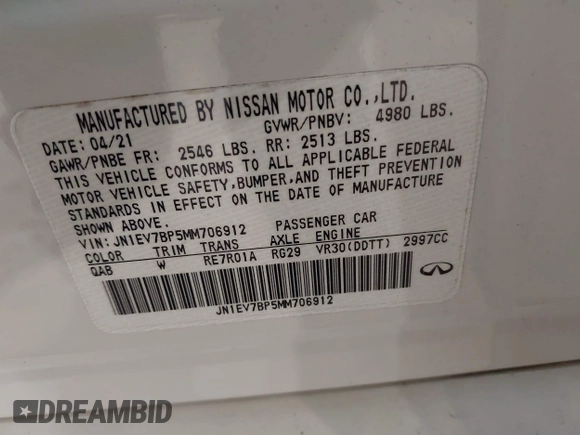 MANUFACTURED BY NISSAN MOTOR CO.,LTD.
DATE: 04/21 GVWR/PNBV: 4980 LBS.
GAWR/PNBE FR: 2546 LBS. RR: 2513 LBS.
THIS VEHICLE CONFORMS TO ALL APPLICABLE FEDERAL
MOTOR VEHICLE SAFETY,BUMPER,AND THEFT PREVENTION
STANDARDS IN EFFECT ON THE DATE OF MANUFACTURE
SHOWN ABOVE.
VIN: JN1EV7BP5MM706912 PASSENGER CAR
COLOR TRIM TRANS AXLE ENGINE
QAB W RE7R01A RG29 VR30(DDTT) 2997CC
JN1EV7BP5MM706912
DREAMBID